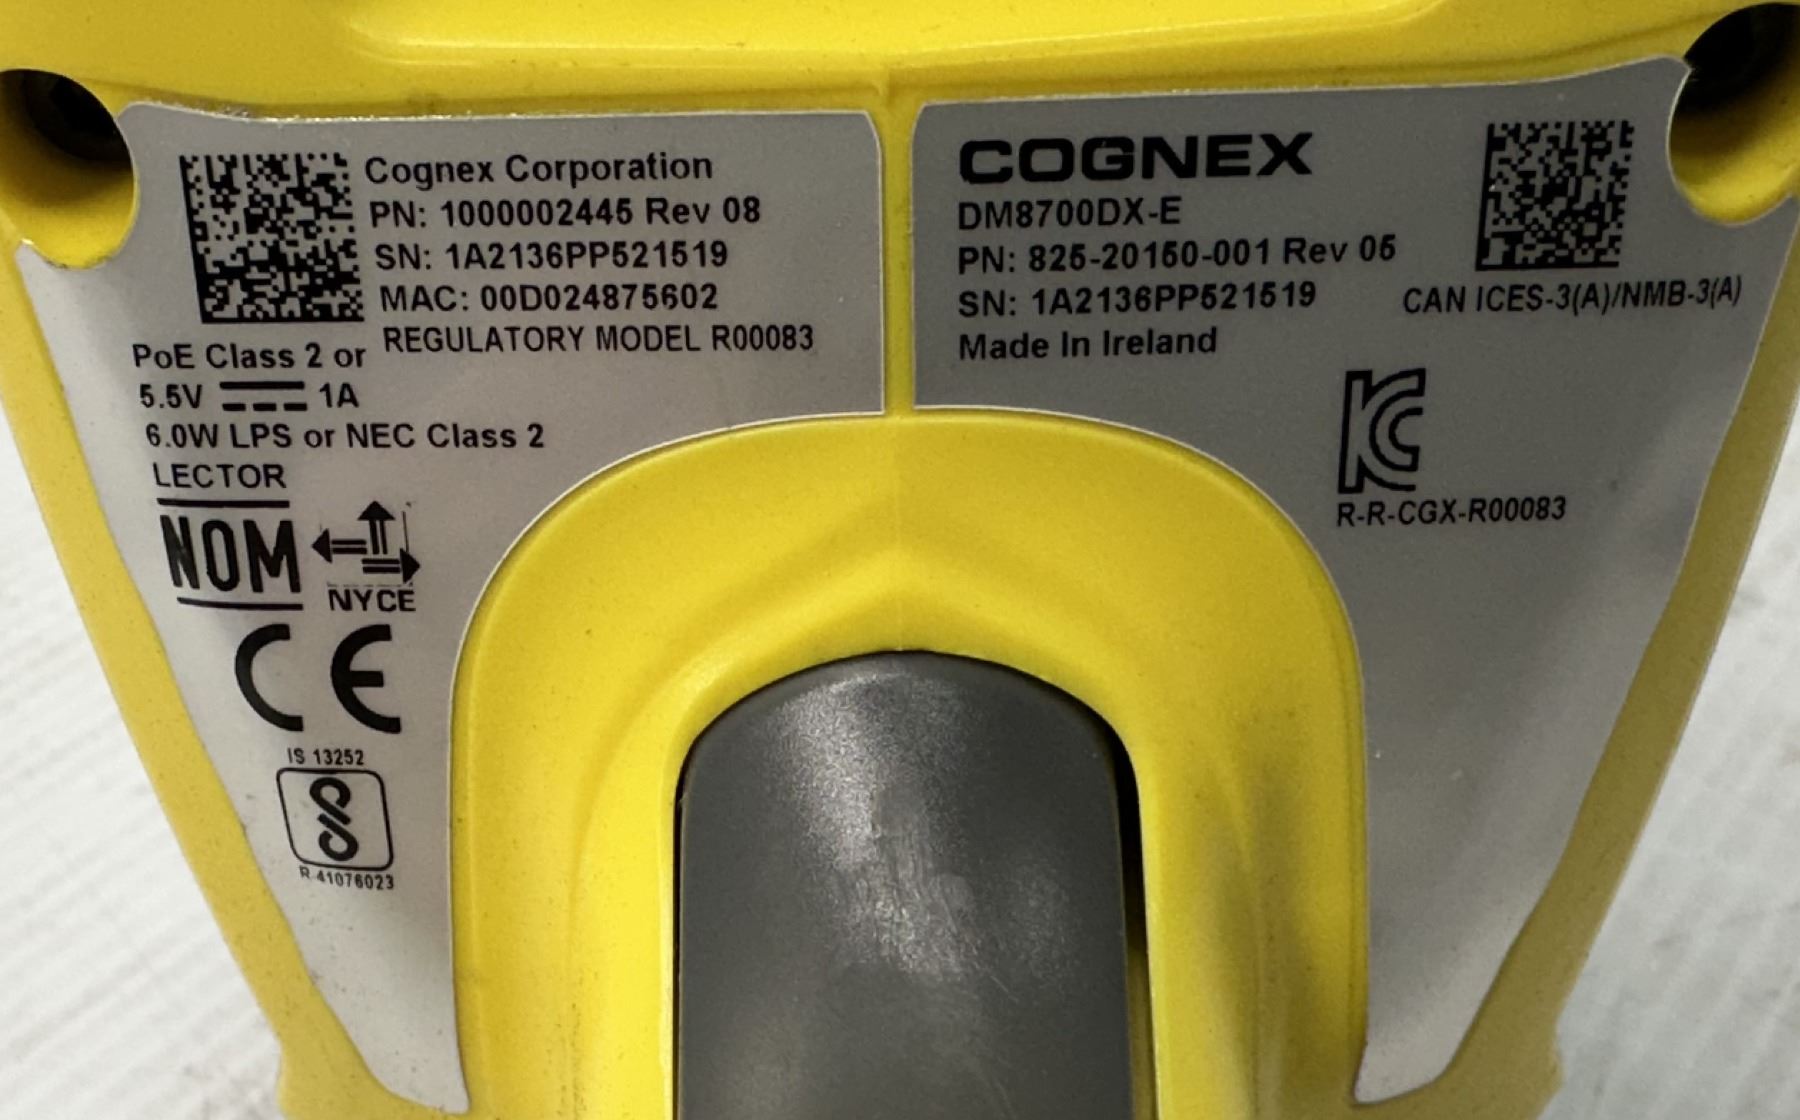 Cognex Corporation
PN: 1000002445 Rev 08
SN: 1A2136PP521519
MAC: 00D024875602
REGULATORY MODEL R00083
PoE Class 2 or
5.5V 1A
6.0W LPS or NEC Class 2
LECTOR
NOM
NYCE
CE
IS 13252
R-41076023
COGNEX
DM8700DX-E
PN: 825-20150-001 Rev 05
SN: 1A2136PP521519
Made In Ireland
CAN ICES-3(A)/NMB-3(A)
R-R-CGX-R00083